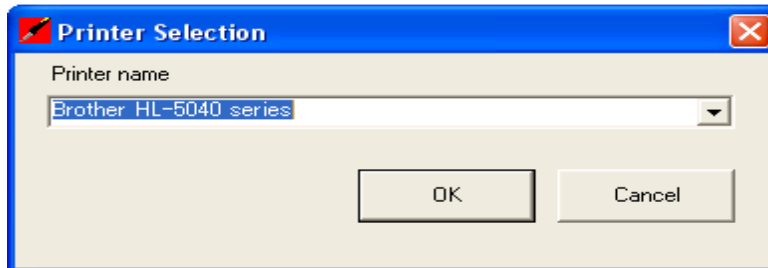 Printer Selection
Printer name
Brother HL-5040 series
OK
Cancel